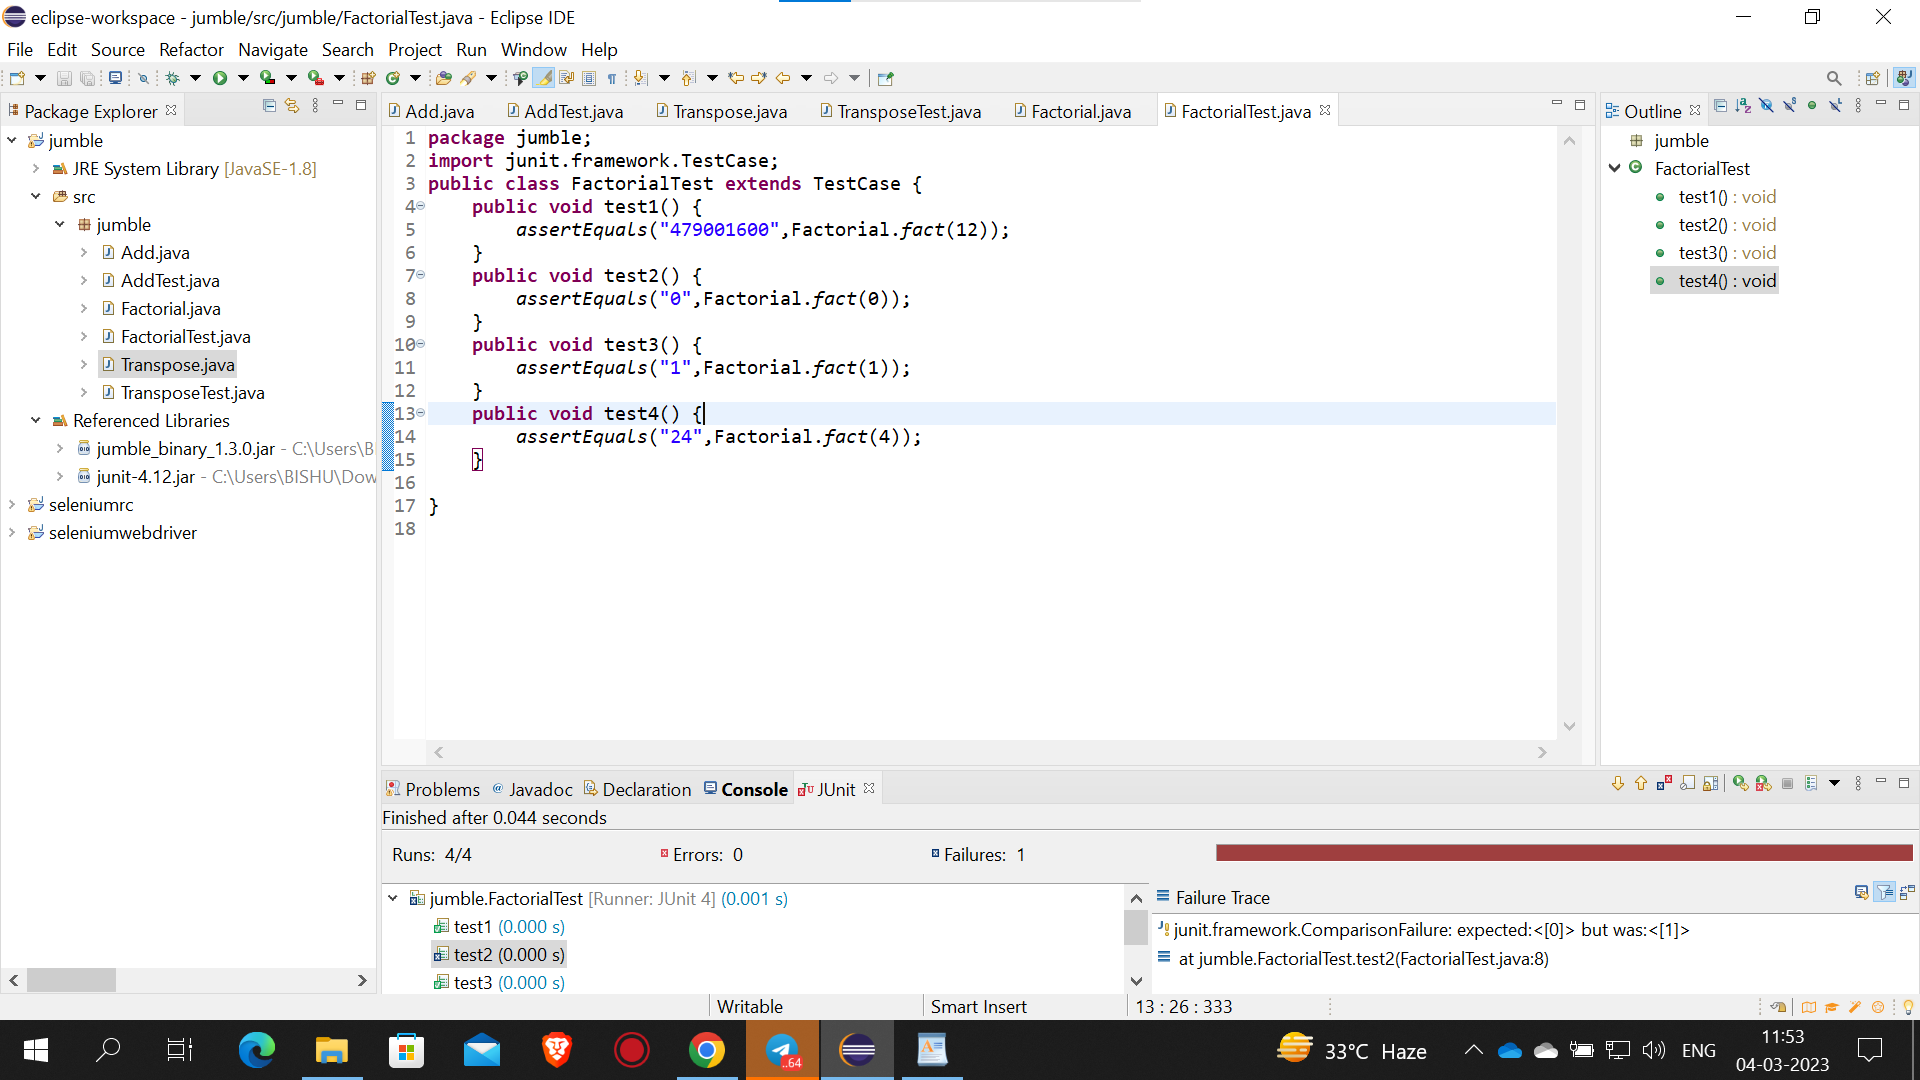 eclipse-workspace - jumble/src/jumble/FactorialTest.java - Eclipse IDE
File Edit Source Refactor Navigate Search Project Run Window Help
Package Explorer
jumble
JRE System Library [JavaSE-1.8]
src
jumble
Add.java
AddTest.java
Factorial.java
FactorialTest.java
Transpose.java
TransposeTest.java
Referenced Libraries
jumble_binary_1.3.0.jar - C:\Users\B
junit-4.12.jar - C:\Users\BISHU\Dow
seleniumrc
seleniumwebdriver
Add.java AddTest.java Transpose.java TransposeTest.java Factorial.java FactorialTest.java
1 package jumble;
2 import junit.framework.TestCase;
3 public class FactorialTest extends TestCase {
4 public void test1() {
5 assertEquals("479001600",Factorial.fact(12));
6 }
7 public void test2() {
8 assertEquals("0",Factorial.fact(0));
9 }
10 public void test3() {
11 assertEquals("1",Factorial.fact(1));
12 }
13 public void test4() {
14 assertEquals("24",Factorial.fact(4));
15 }
16
17 }
18
Outline
jumble
FactorialTest
test1() : void
test2() : void
test3() : void
test4() : void
Problems Javadoc Declaration Console JUnit
Finished after 0.044 seconds
Runs: 4/4 Errors: 0 Failures: 1
jumble.FactorialTest [Runner: JUnit 4] (0.001 s)
test1 (0.000 s)
test2 (0.000 s)
test3 (0.000 s)
Failure Trace
junit.framework.ComparisonFailure: expected:<[0]> but was:<[1]>
at jumble.FactorialTest.test2(FactorialTest.java:8)
Writable Smart Insert 13 : 26 : 333
..64
33°C Haze
ENG
11:53
04-03-2023